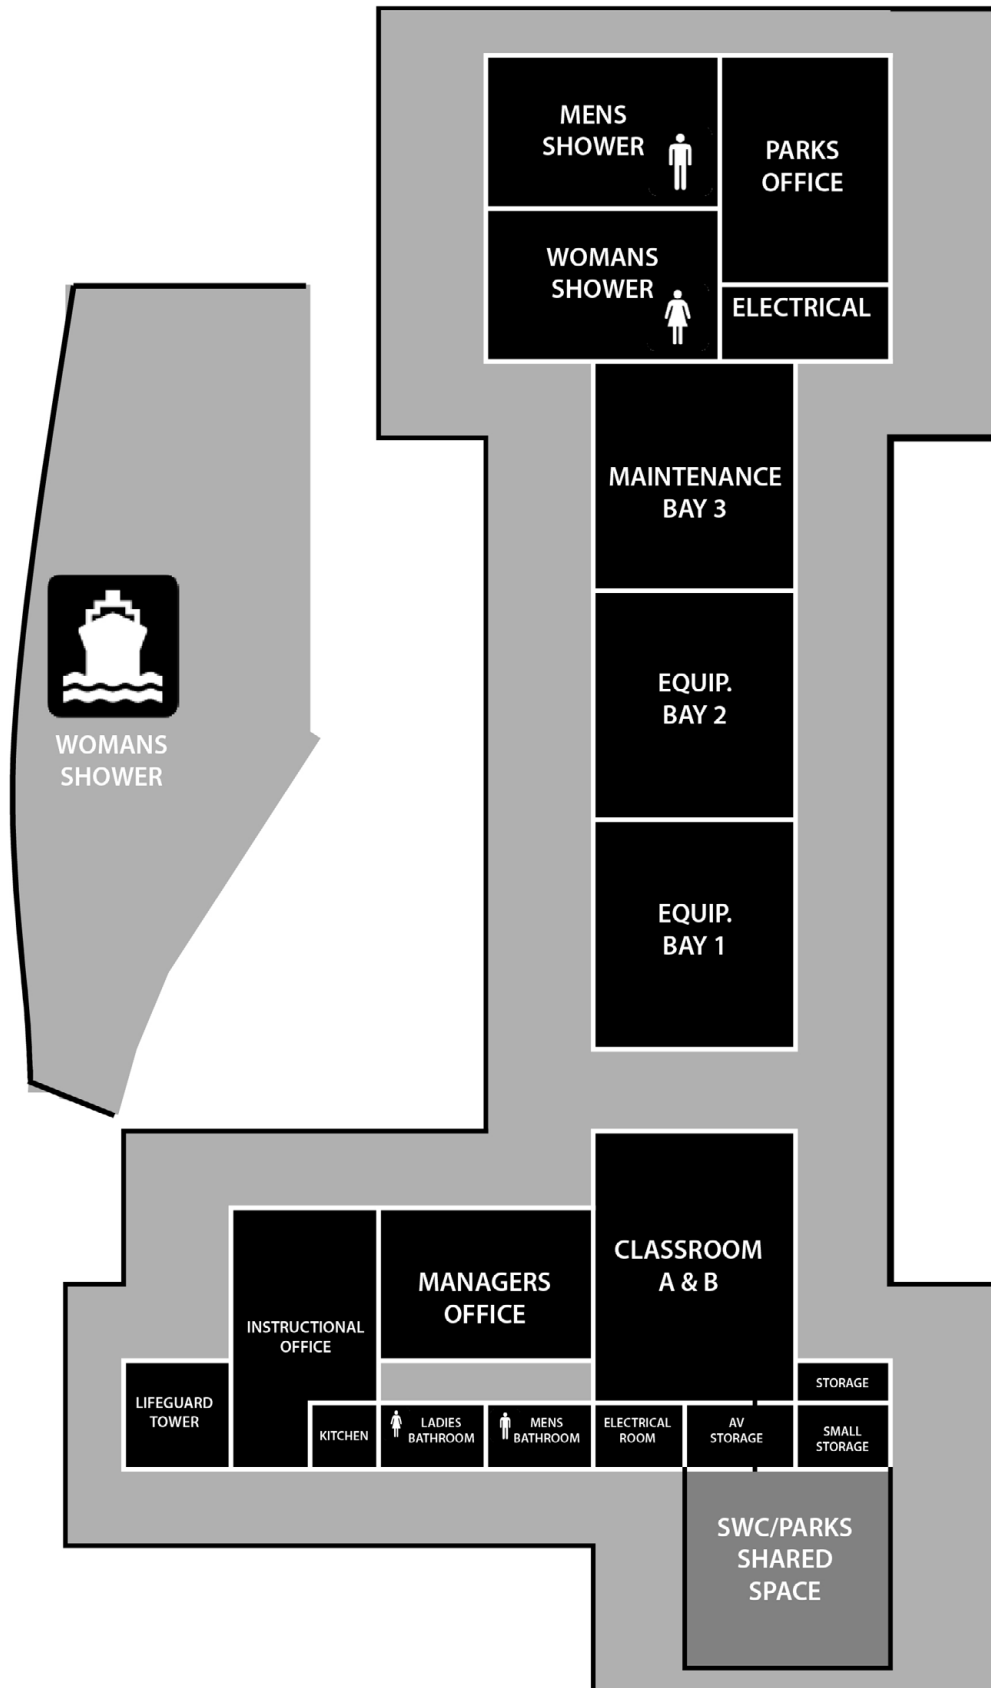 MENS
SHOWER
PARKS
OFFICE
WOMANS
SHOWER
ELECTRICAL
MAINTENANCE
BAY 3
EQUIP.
BAY 2
WOMANS
SHOWER
EQUIP.
BAY 1
CLASSROOM
A & B
MANAGERS
OFFICE
INSTRUCTIONAL
OFFICE
LIFEGUARD
TOWER
STORAGE
KITCHEN
LADIES
BATHROOM
MENS
BATHROOM
ELECTRICAL
ROOM
AV
STORAGE
SMALL
STORAGE
SWC/PARKS
SHARED
SPACE